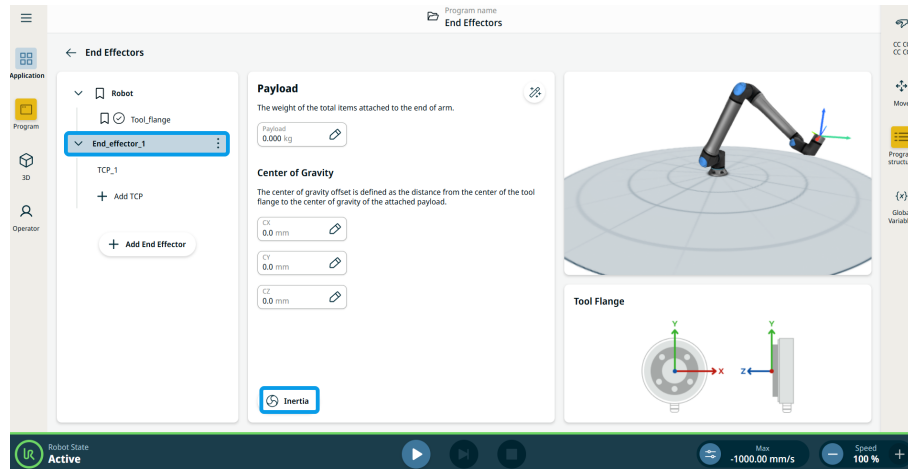 Program name
End Effectors
Application
Program
3D
Operator
End Effectors
Robot
Tool_flange
End_effector_1
TCP_1
Add TCP
Add End Effector
Payload
The weight of the total items attached to the end of arm.
Payload
0.000 kg
Center of Gravity
The center of gravity offset is defined as the distance from the center of the tool
flange to the center of gravity of the attached payload.
CX
0.0 mm
CY
0.0 mm
CZ
0.0 mm
Inertia
Tool Flange
Y
X
Y
Z
Move
{x}
UR
Robot State
Active
Max
-1000.00 mm/s
Speed
100 %